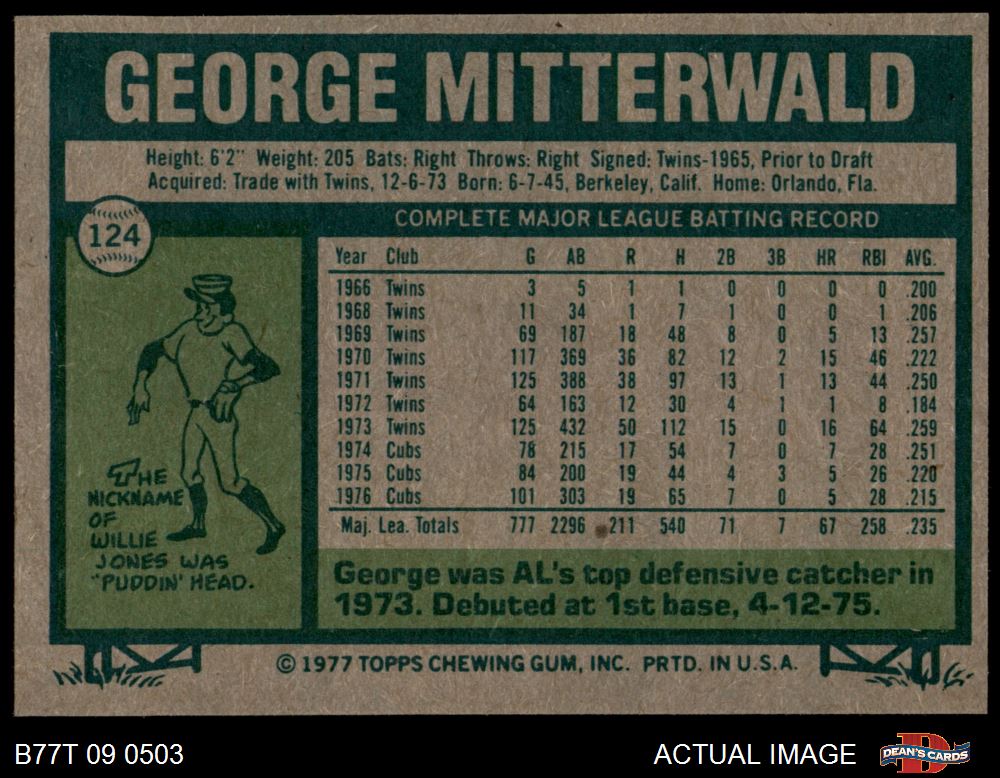 GEORGE MITTERWALD
Height: 6'2" Weight: 205 Bats: Right Throws: Right Signed: Twins-1965, Prior to Draft
Acquired: Trade with Twins, 12-6-73 Born: 6-7-45, Berkeley, Calif. Home: Orlando, Fla.
124
COMPLETE MAJOR LEAGUE BATTING RECORD
Year Club G AB R H 2B 3B HR RBI AVG.
1966 Twins 3 5 1 1 0 0 0 0 .200
1968 Twins 11 34 1 7 1 0 0 1 .206
1969 Twins 69 187 18 48 8 0 5 13 .257
1970 Twins 117 369 36 82 12 2 15 46 .222
1971 Twins 125 388 38 97 13 1 13 44 .250
1972 Twins 64 163 12 30 4 1 1 8 .184
1973 Twins 125 432 50 112 15 0 16 64 .259
1974 Cubs 78 215 17 54 7 0 7 28 .251
1975 Cubs 84 200 19 44 4 3 5 26 .220
1976 Cubs 101 303 19 65 7 0 5 28 .215
Maj. Lea. Totals 777 2296 211 540 71 7 67 258 .235
THE
NICKNAME
OF
WILLIE
JONES WAS
"PUDDIN' HEAD.
George was AL's top defensive catcher in
1973. Debuted at 1st base, 4-12-75.
© 1977 TOPPS CHEWING GUM, INC. PRTD. IN U.S.A.
B77T 09 0503
ACTUAL IMAGE
D
DEAN'S CARDS